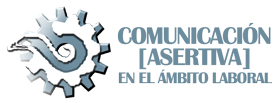 COMUNICACIÓN
[ASERTIVA]
EN EL ÁMBITO LABORAL